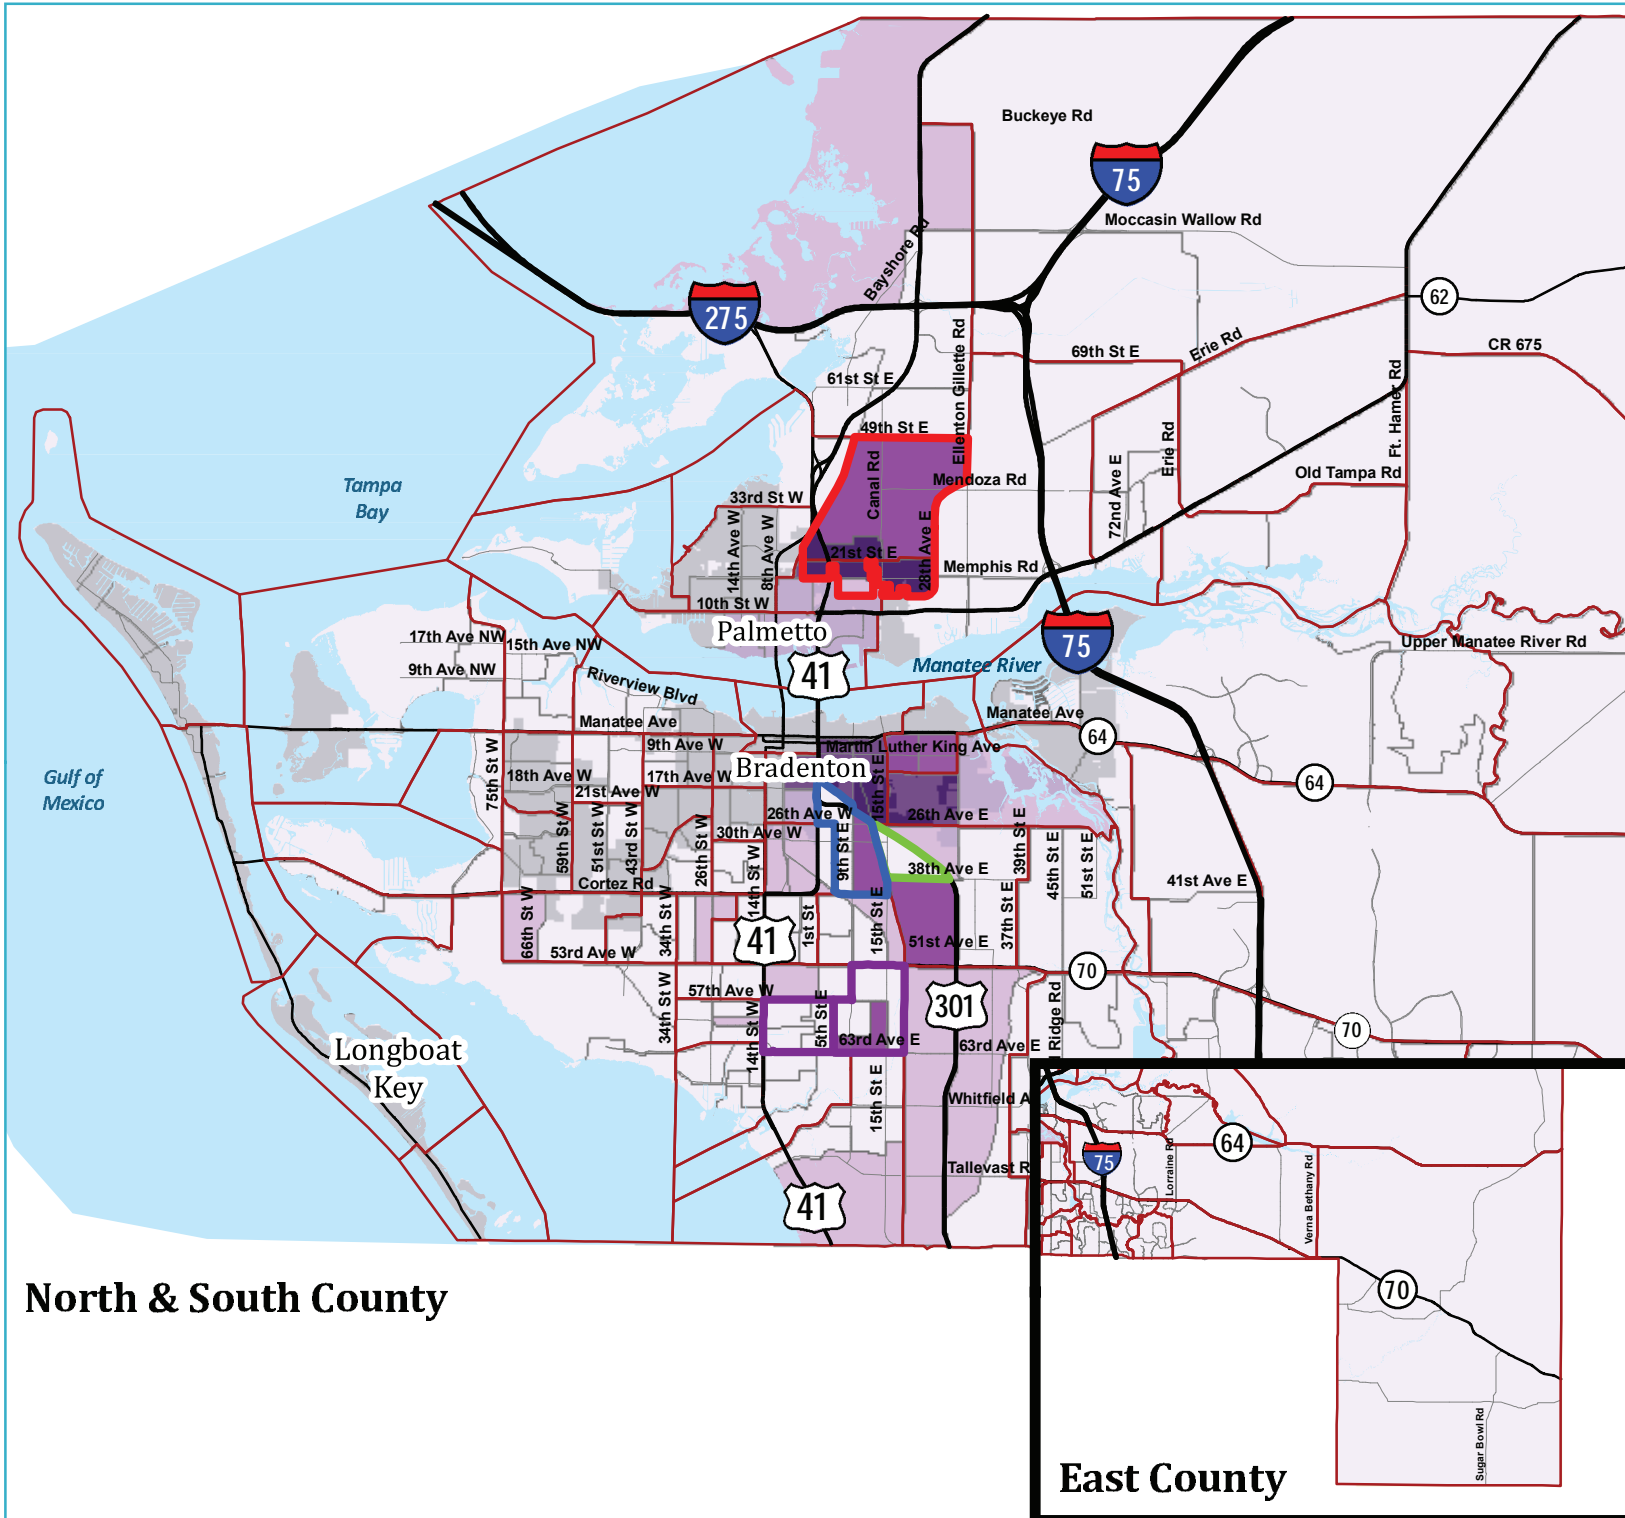 Buckeye Rd
75
Moccasin Wallow Rd
Bayshore Rd
62
275
Ellenton Gillette Rd
69th St E
Erie Rd
CR 675
61st St E
Ft. Hamer Rd
49th St E
Erie Rd
72nd Ave E
Old Tampa Rd
Canal Rd
Mendoza Rd
Tampa
Bay
33rd St W
14th Ave W
8th Ave W
21st St E
28th Ave E
Memphis Rd
10th St W
Palmetto
75
41
Manatee River
Upper Manatee River Rd
17th Ave NW
15th Ave NW
9th Ave NW
Riverview Blvd
Manatee Ave
Manatee Ave
64
9th Ave W
Martin Luther King Ave
Bradenton
64
Gulf of
Mexico
75th St W
18th Ave W
17th Ave W
21st Ave W
15th St E
26th Ave W
26th Ave E
30th Ave W
59th St W
51st St W
43rd St W
26th St W
14th St W
9th St E
39th St E
45th St E
51st St E
38th Ave E
Cortez Rd
41st Ave E
66th St W
34th St W
41
1st St
15th St E
37th St E
51st Ave E
53rd Ave W
70
57th Ave W
34th St W
14th St W
5th St E
301
Ridge Rd
70
63rd Ave E
63rd Ave E
Longboat
Key
15th St E
Whitfield A
Tallevast R
41
64
75
Lorraine Rd
Verna Bethany Rd
70
Sugar Bowl Rd
North & South County
East County